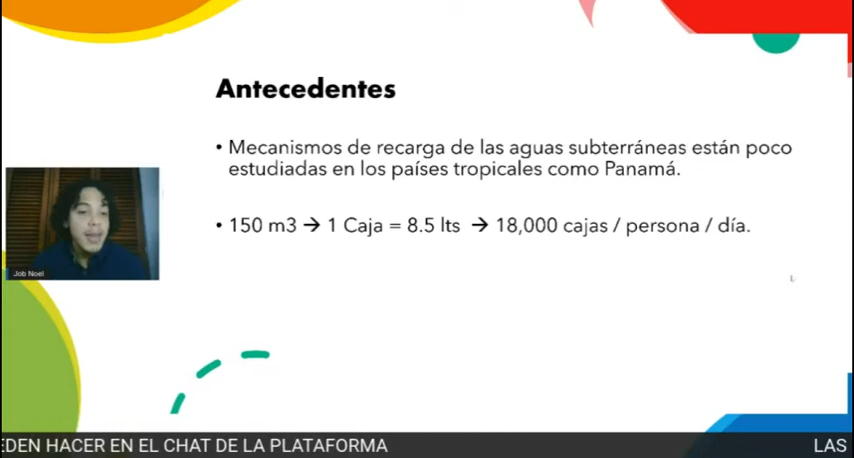 Antecedentes
• Mecanismos de recarga de las aguas subterráneas están poco
estudiadas en los países tropicales como Panamá.
• 150 m3 → 1 Caja = 8.5 lts → 18,000 cajas / persona / día.
Job Noel
EDEN HACER EN EL CHAT DE LA PLATAFORMA
LAS